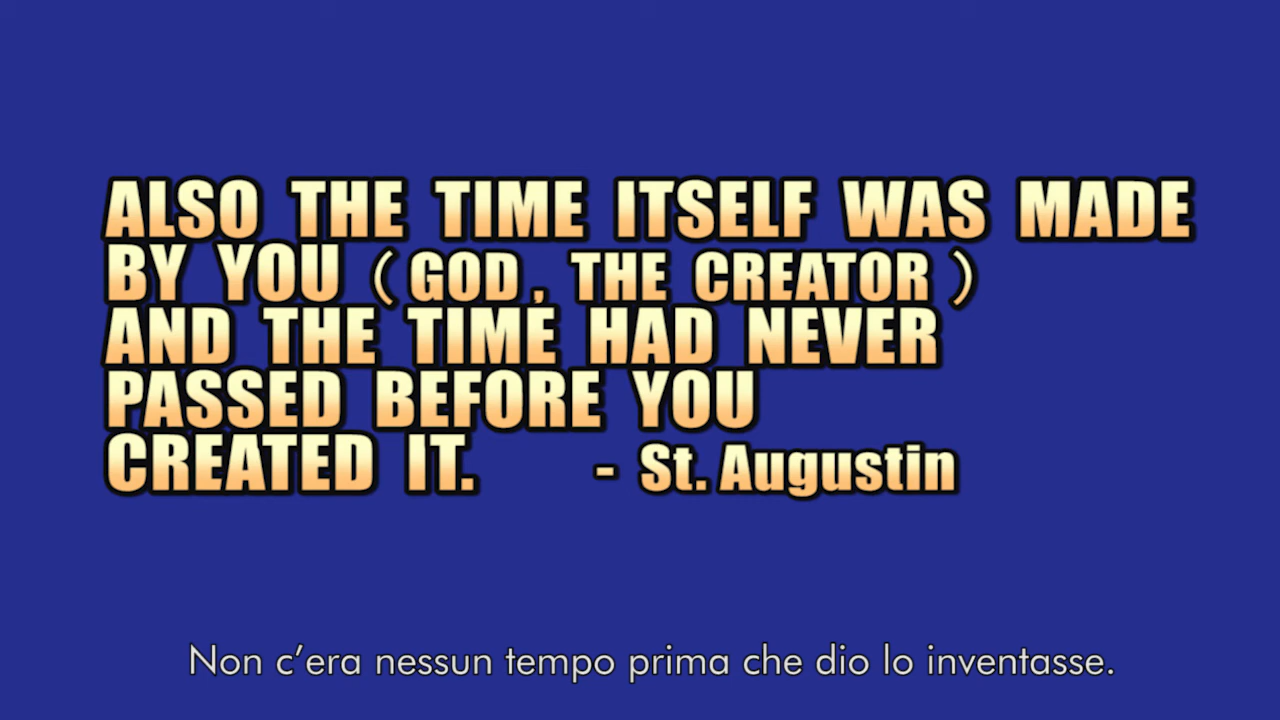 ALSO THE TIME ITSELF WAS MADE
BY YOU ( GOD , THE CREATOR )
AND THE TIME HAD NEVER
PASSED BEFORE YOU
CREATED IT. - St. Augustin
Non c’era nessun tempo prima che dio lo inventasse.